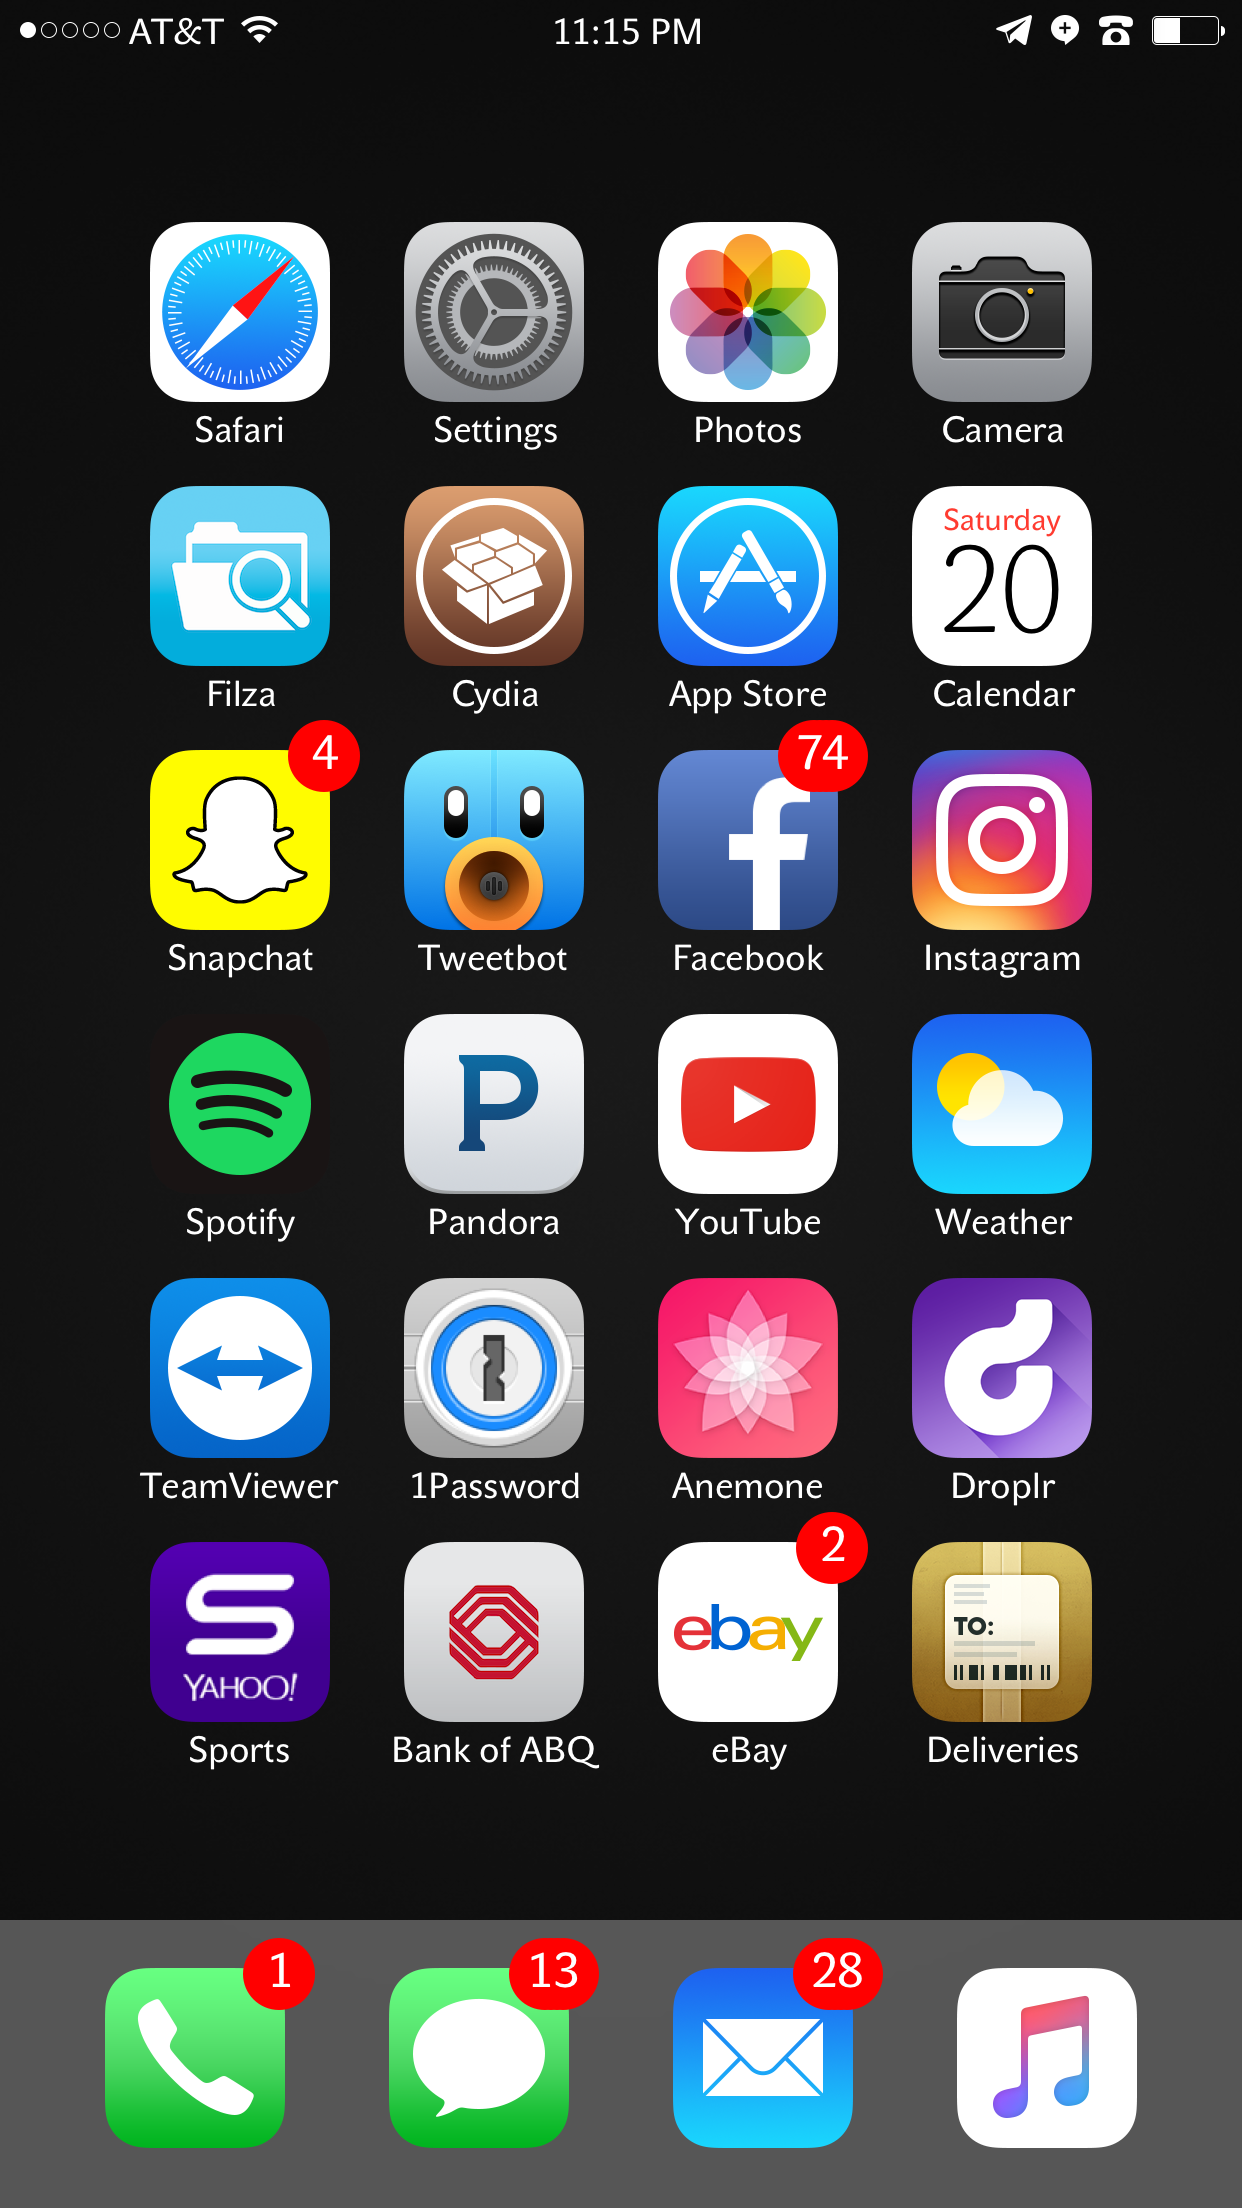 AT&T 11:15 PM
Safari Settings Photos Camera
Saturday
20
Filza Cydia App Store Calendar
4 74
Snapchat Tweetbot Facebook Instagram
Spotify Pandora YouTube Weather
TeamViewer 1Password Anemone Droplr
2
ebay TO:
YAHOO!
Sports Bank of ABQ eBay Deliveries
1 13 28